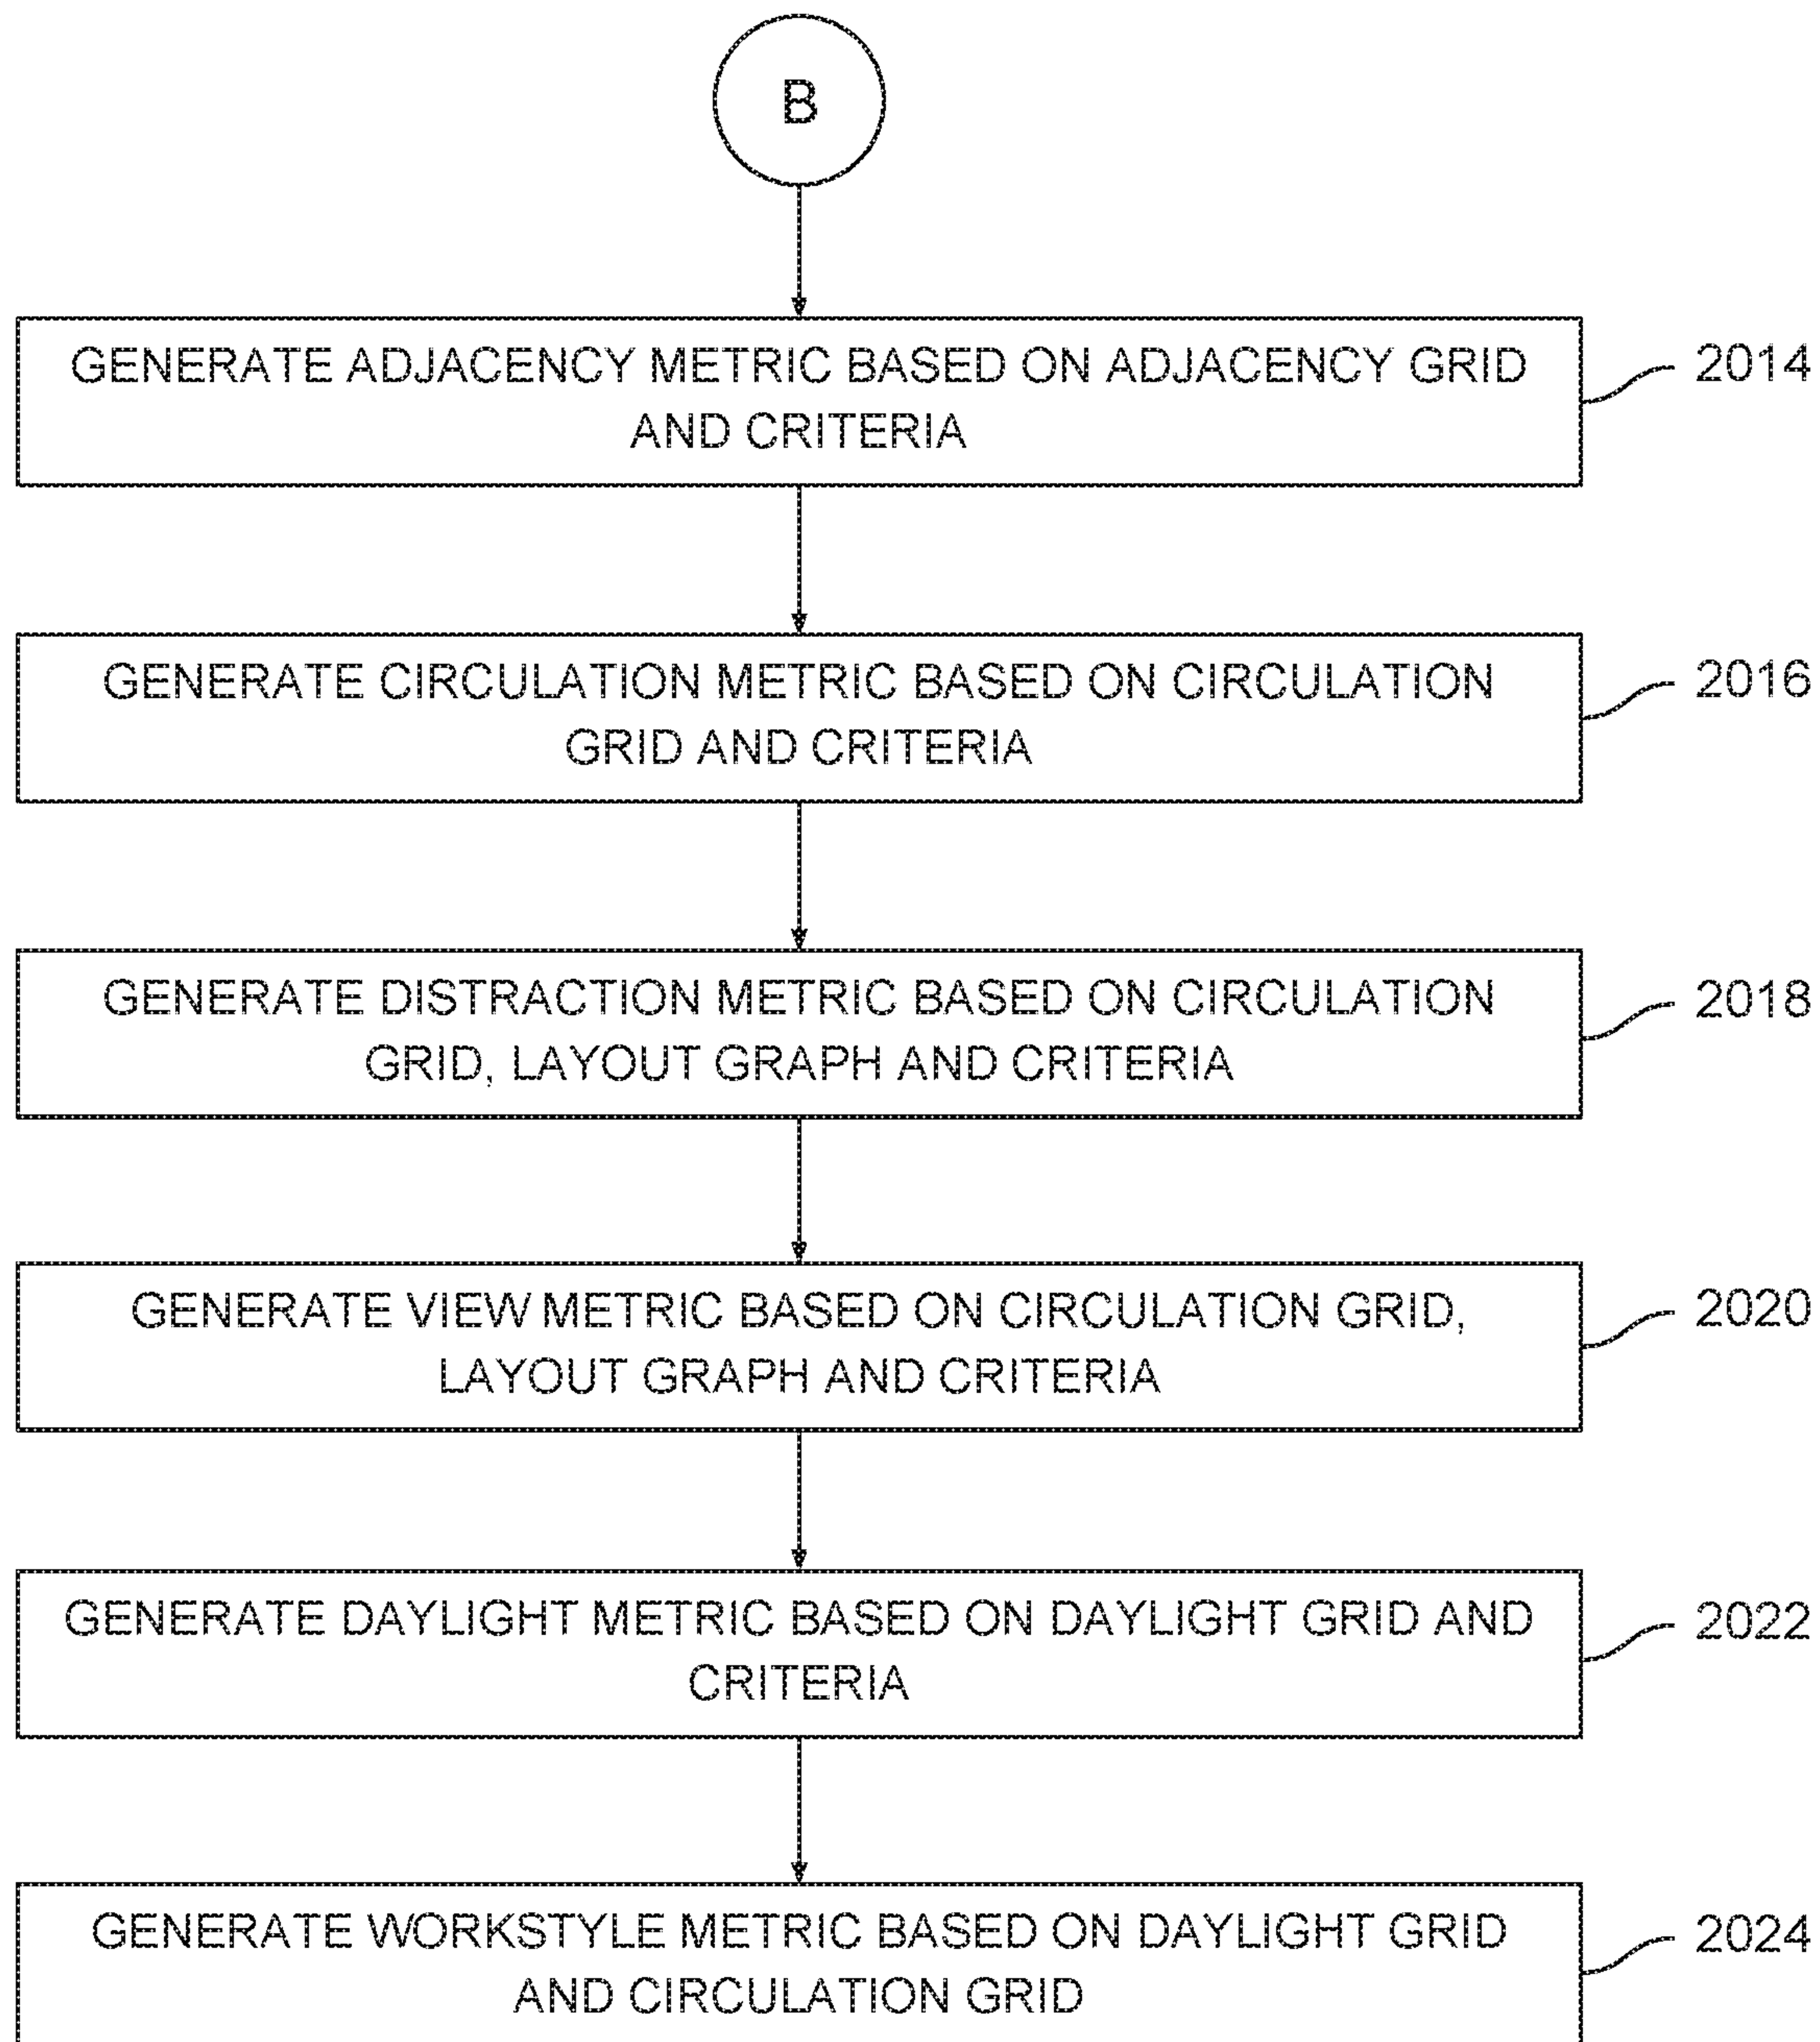 B
GENERATE ADJACENCY METRIC BASED ON ADJACENCY GRID
AND CRITERIA
2014
GENERATE CIRCULATION METRIC BASED ON CIRCULATION
GRID AND CRITERIA
2016
GENERATE DISTRACTION METRIC BASED ON CIRCULATION
GRID, LAYOUT GRAPH AND CRITERIA
2018
GENERATE VIEW METRIC BASED ON CIRCULATION GRID,
LAYOUT GRAPH AND CRITERIA
2020
GENERATE DAYLIGHT METRIC BASED ON DAYLIGHT GRID AND
CRITERIA
2022
GENERATE WORKSTYLE METRIC BASED ON DAYLIGHT GRID
AND CIRCULATION GRID
2024